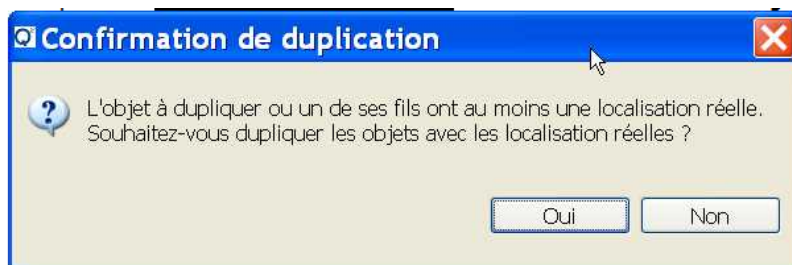 Confirmation de duplication
L'objet à dupliquer ou un de ses fils ont au moins une localisation réelle.
Souhaitez-vous dupliquer les objets avec les localisation réelles ?
Oui Non